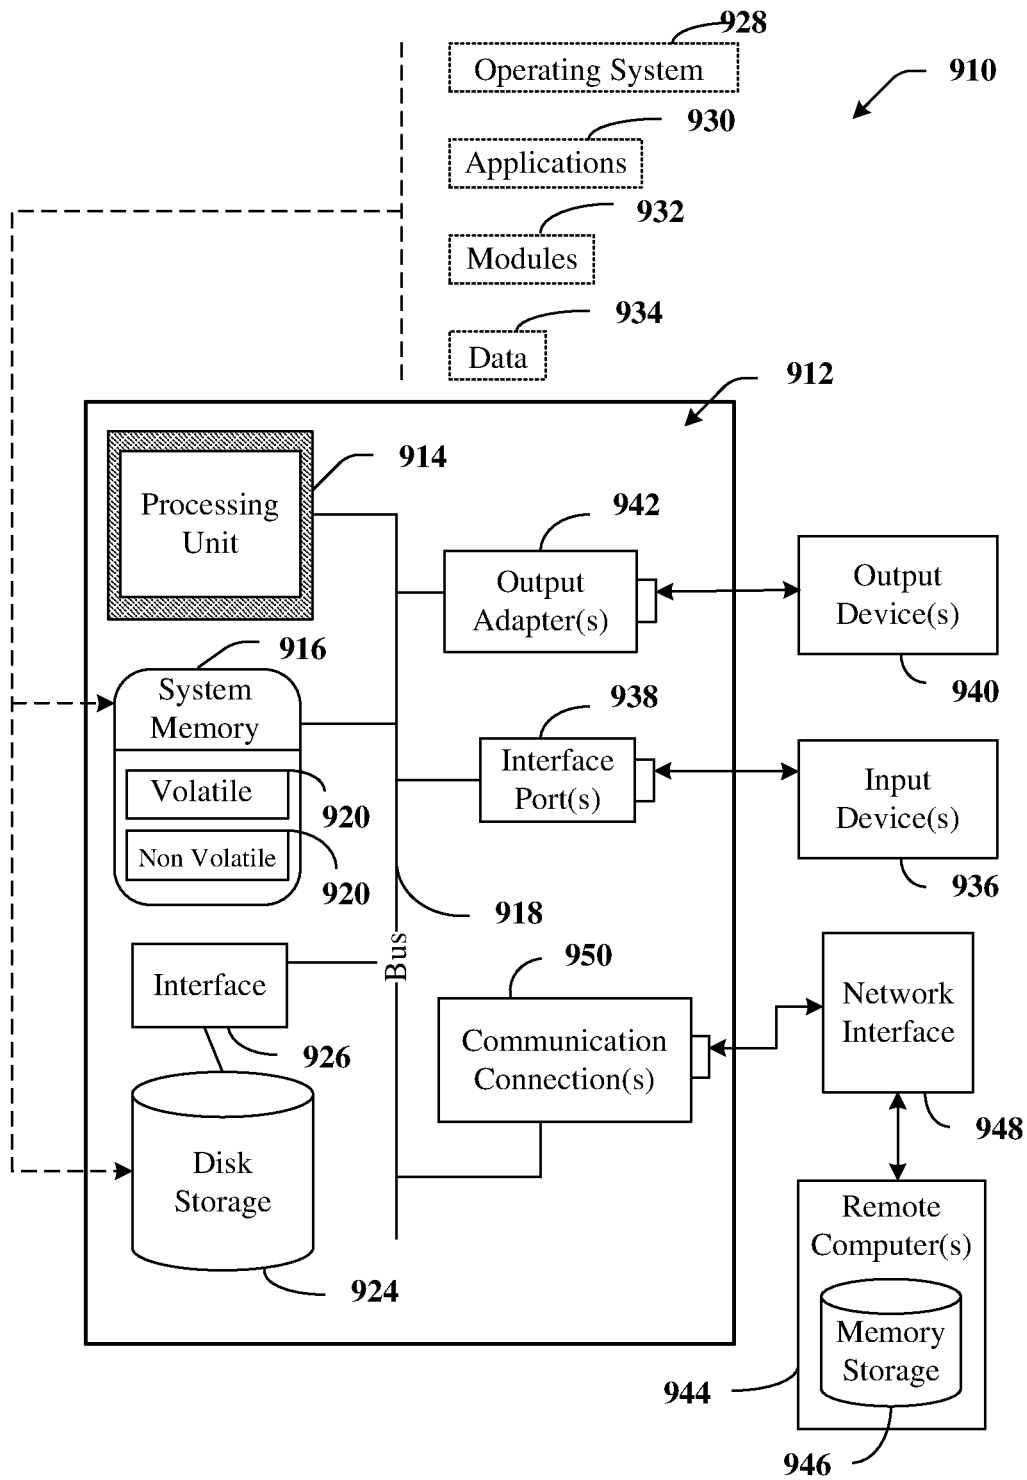 928
Operating System
910
930
Applications
932
Modules
934
Data
912
914
Processing
Unit
942
Output
Adapter(s)
Output
Device(s)
940
916
System
Memory
938
Interface
Port(s)
Input
Device(s)
936
Volatile
920
Non Volatile
920
918
Bus
950
Interface
926
Communication
Connection(s)
Network
Interface
948
Disk
Storage
924
Remote
Computer(s)
Memory
Storage
944
946